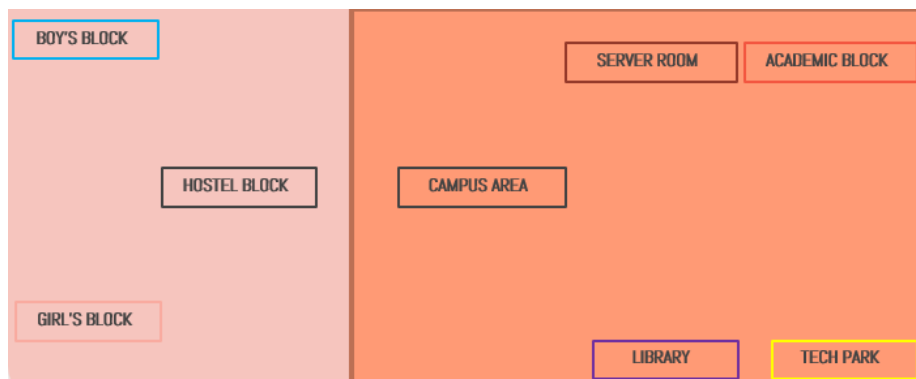 BOY'S BLOCK
SERVER ROOM
ACADEMIC BLOCK
HOSTEL BLOCK
CAMPUS AREA
GIRL'S BLOCK
LIBRARY
TECH PARK